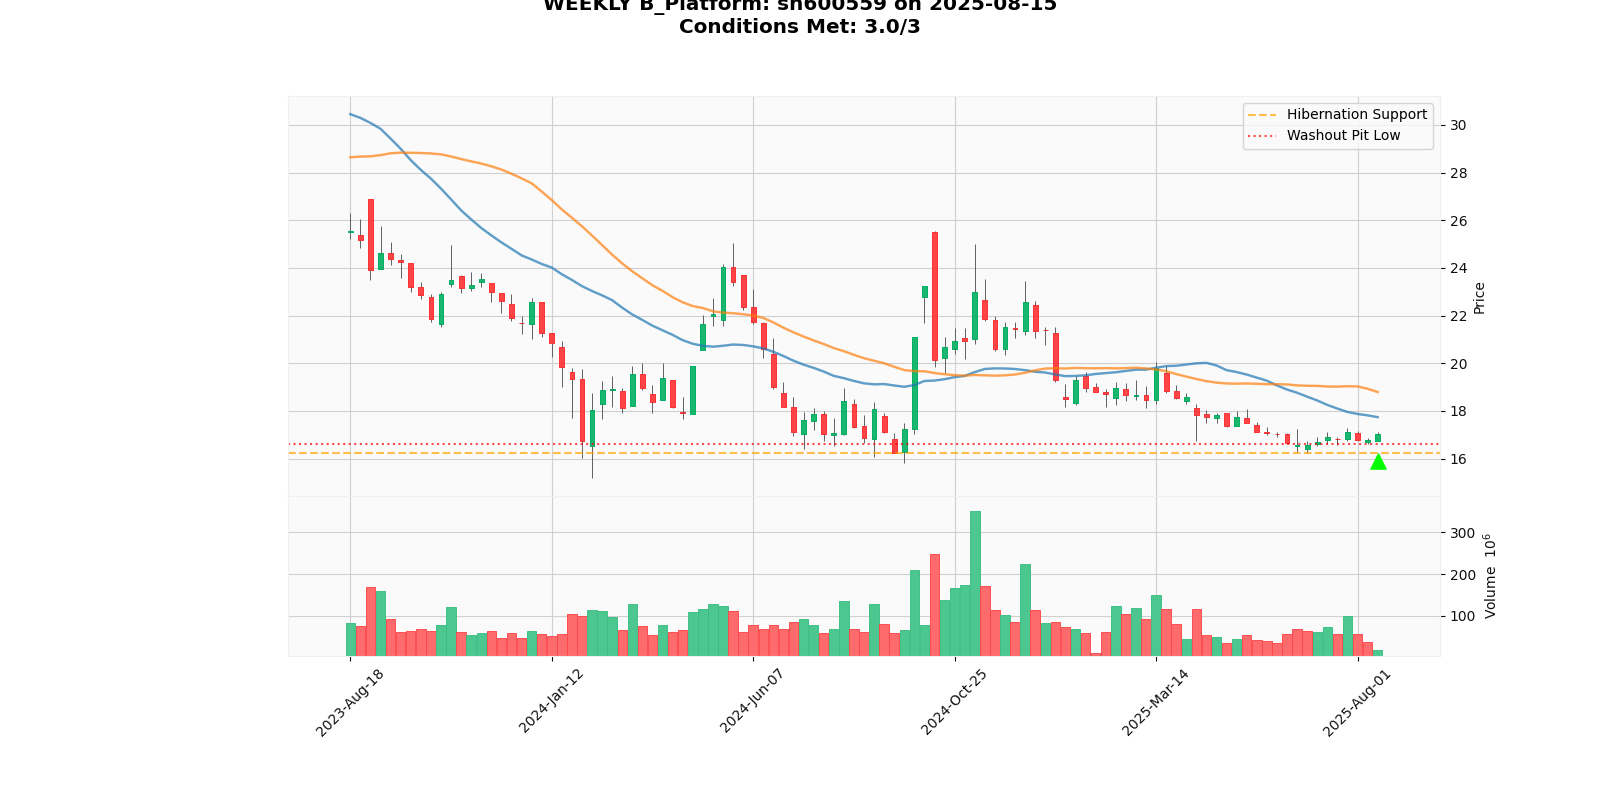 WEEKLY B_Platform: sh600559 on 2025-08-15
Conditions Met: 3.0/3
Hibernation Support
Washout Pit Low
30
28
26
24
22
20
18
16
Price
300
200
100
Volume 10^6
2023-Aug-18
2024-Jan-12
2024-Jun-07
2024-Oct-25
2025-Mar-14
2025-Aug-01